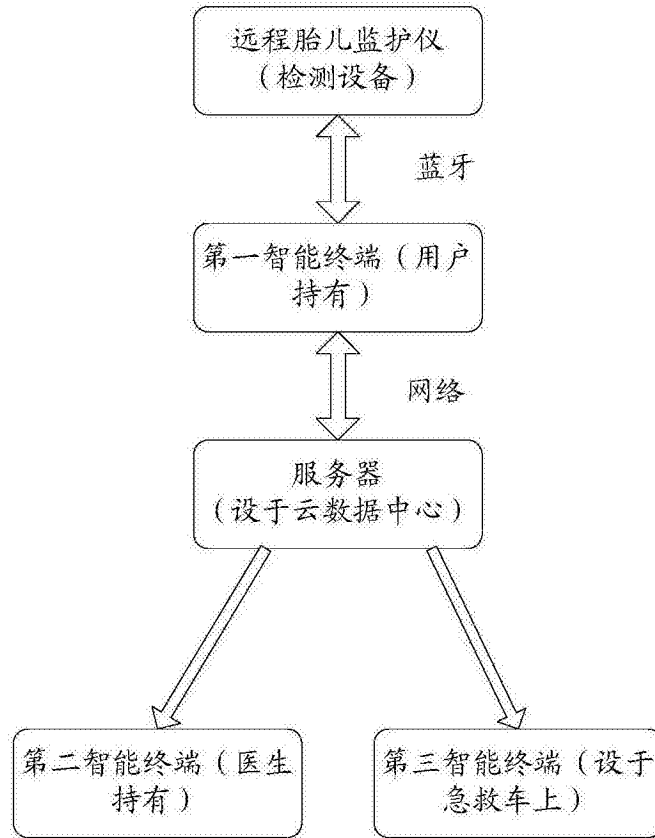 远程胎儿监护仪
（检测设备）
蓝牙
第一智能终端（用户
持有）
网络
服务器
（设于云数据中心）
第二智能终端（医生
持有）
第三智能终端（设于
急救车上）